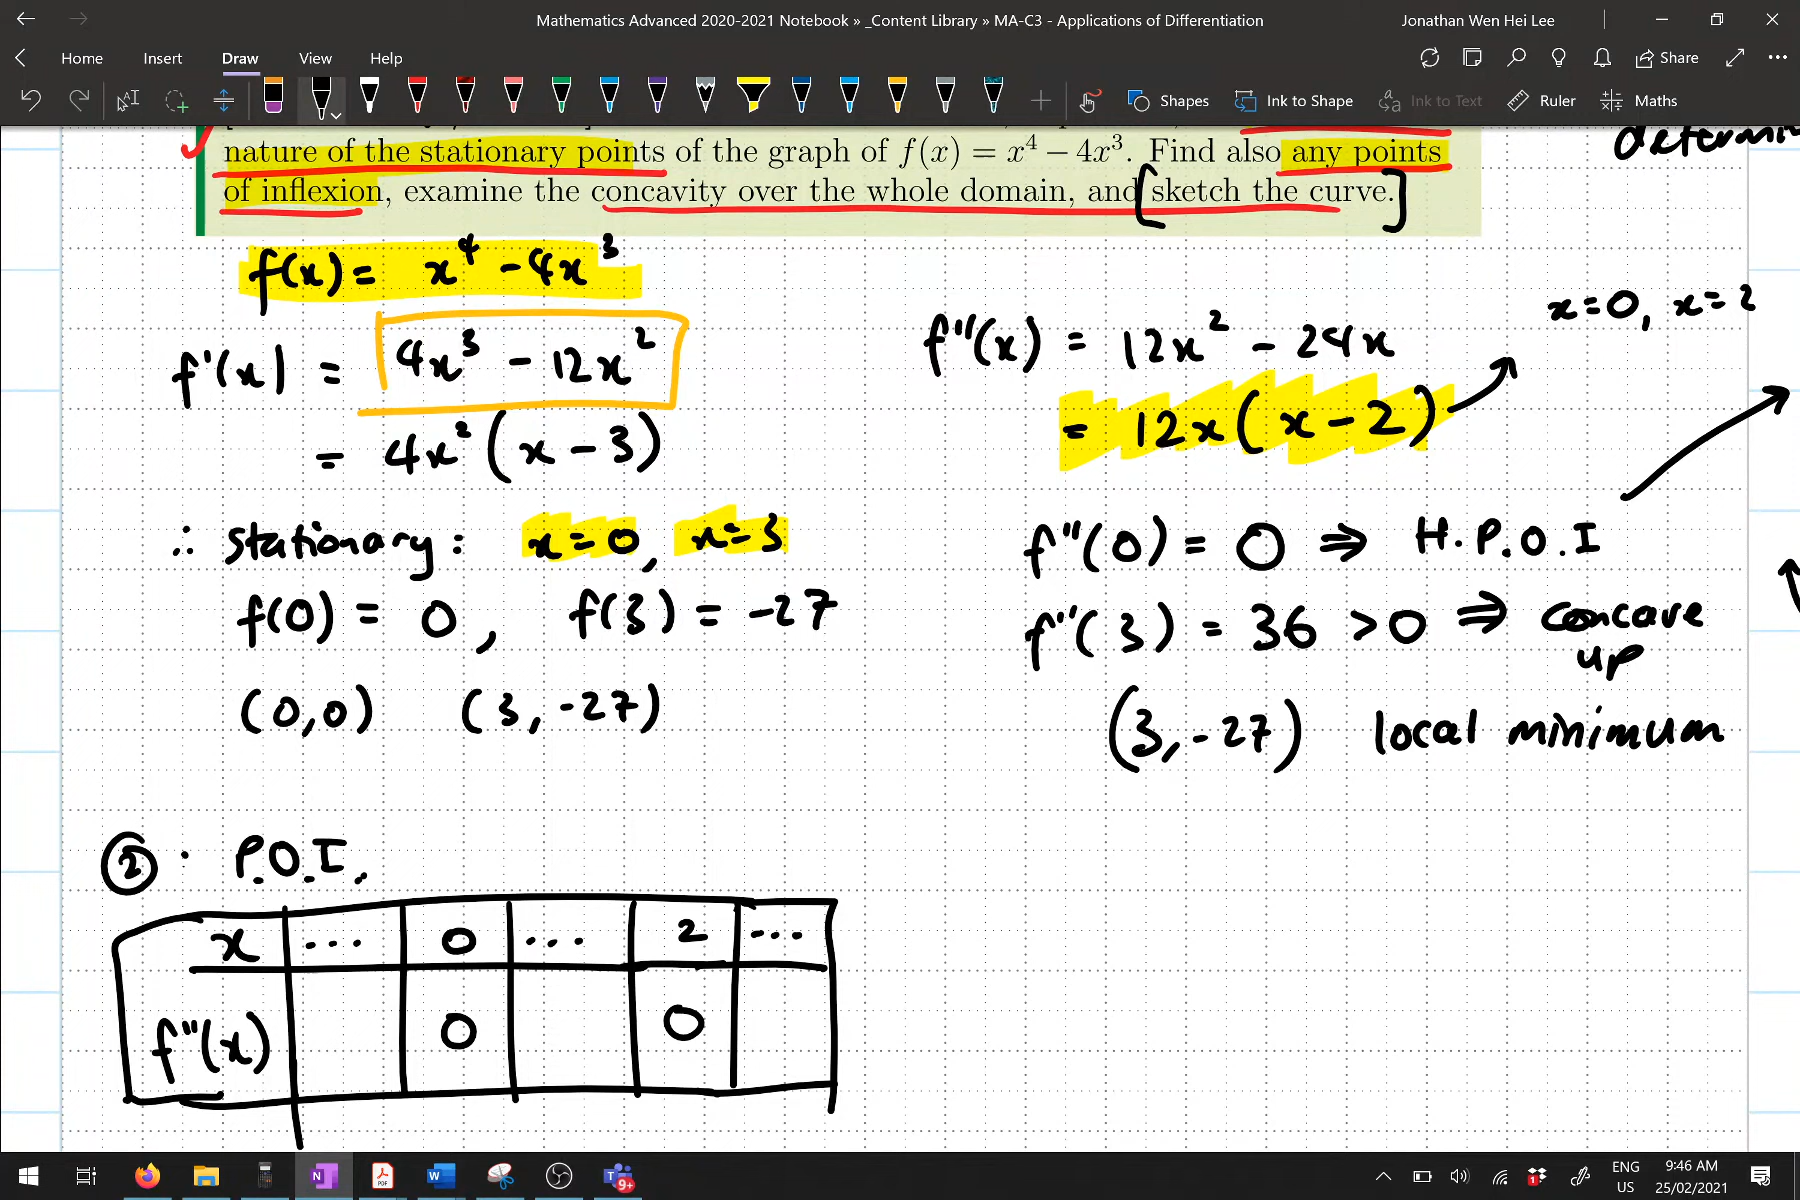 Mathematics Advanced 2020-2021 Notebook » _Content Library » MA-C3 - Applications of Differentiation
Jonathan Wen Hei Lee
Home Insert Draw View Help
Share
Shapes Ink to Shape Ink to Text Ruler Maths
nature of the stationary points of the graph of f(x) = x⁴ − 4x³. Find also any points
of inflexion, examine the concavity over the whole domain, and [sketch the curve.]
f(x) = x⁴ - 4x³
f'(x) = 4x³ - 12x²
= 4x²(x - 3)
∴ stationary: x=0, x=3
f(0) = 0, f(3) = -27
(0,0) (3, -27)
f''(x) = 12x² - 24x
x=0, x=2
= 12x(x-2)
f''(0) = 0 ⇒ H.P.O.I
f''(3) = 36 > 0 ⇒ concave
up
(3, -27) local minimum
② · P.O.I.
x ... 0 ... 2 ...
f''(x) 0 0
9+
ENG
US
9:46 AM
25/02/2021